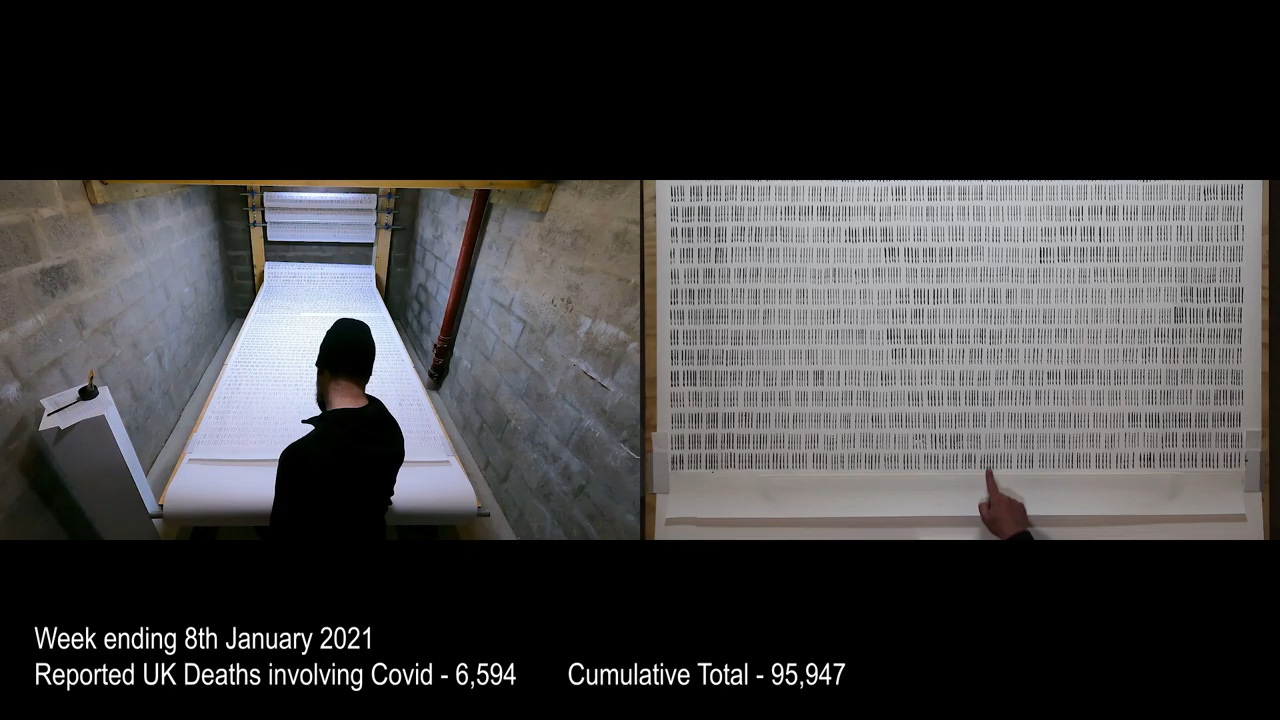 Week ending 8th January 2021
Reported UK Deaths involving Covid - 6,594 Cumulative Total - 95,947